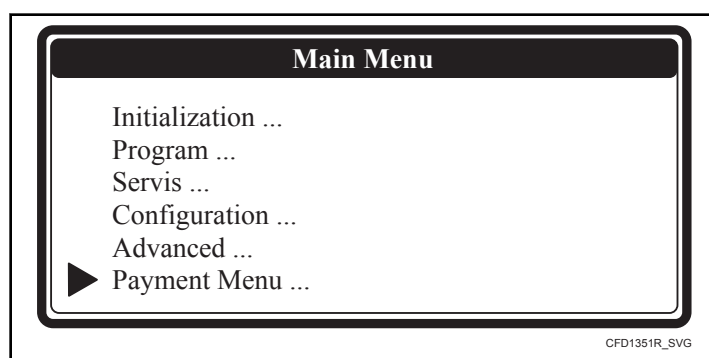 Main Menu
Initialization ...
Program ...
Servis ...
Configuration ...
Advanced ...
Payment Menu ...
CFD1351R_SVG